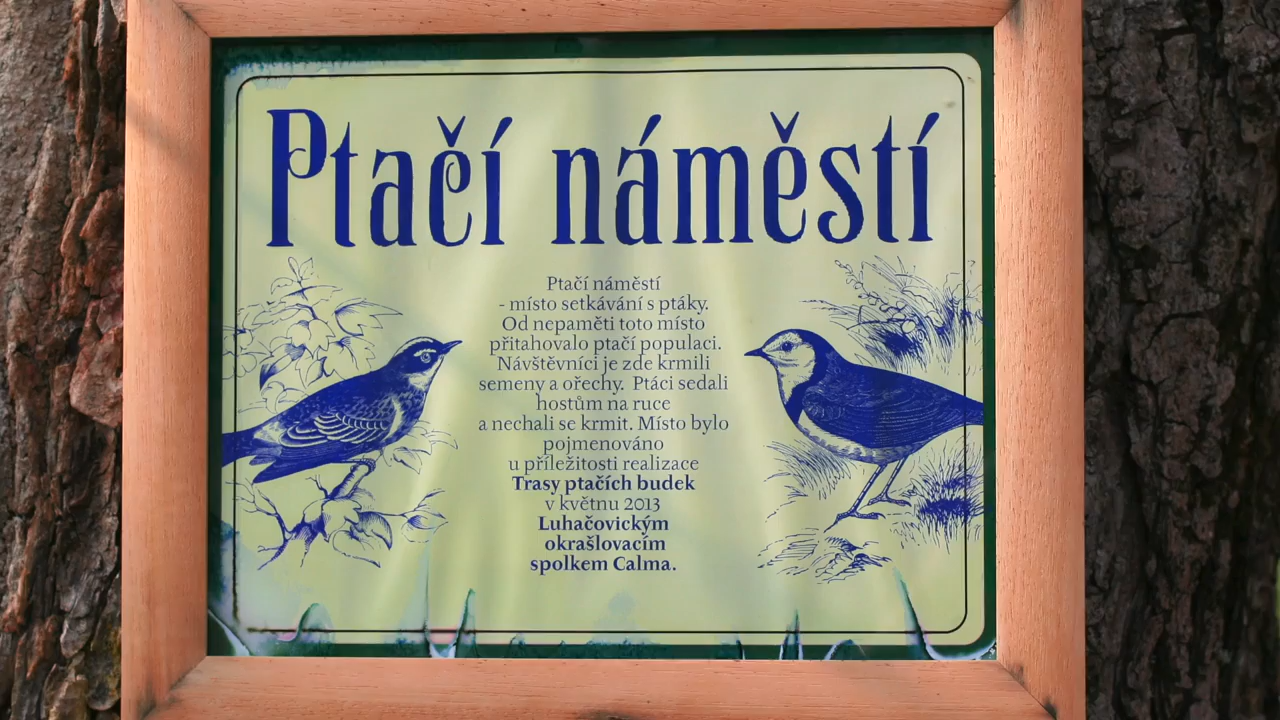 Ptačí náměstí
Ptačí náměstí
- místo setkávání s ptáky.
Od nepaměti toto místo
přitahovalo ptačí populaci.
Návštěvníci je zde krmili
semeny a ořechy. Ptáci sedali
hostům na ruce
a nechali se krmit. Místo bylo
pojmenováno
u příležitosti realizace
Trasy ptačích budek
v květnu 2013
Luhačovickým
okrašlovacím
spolkem Calma.